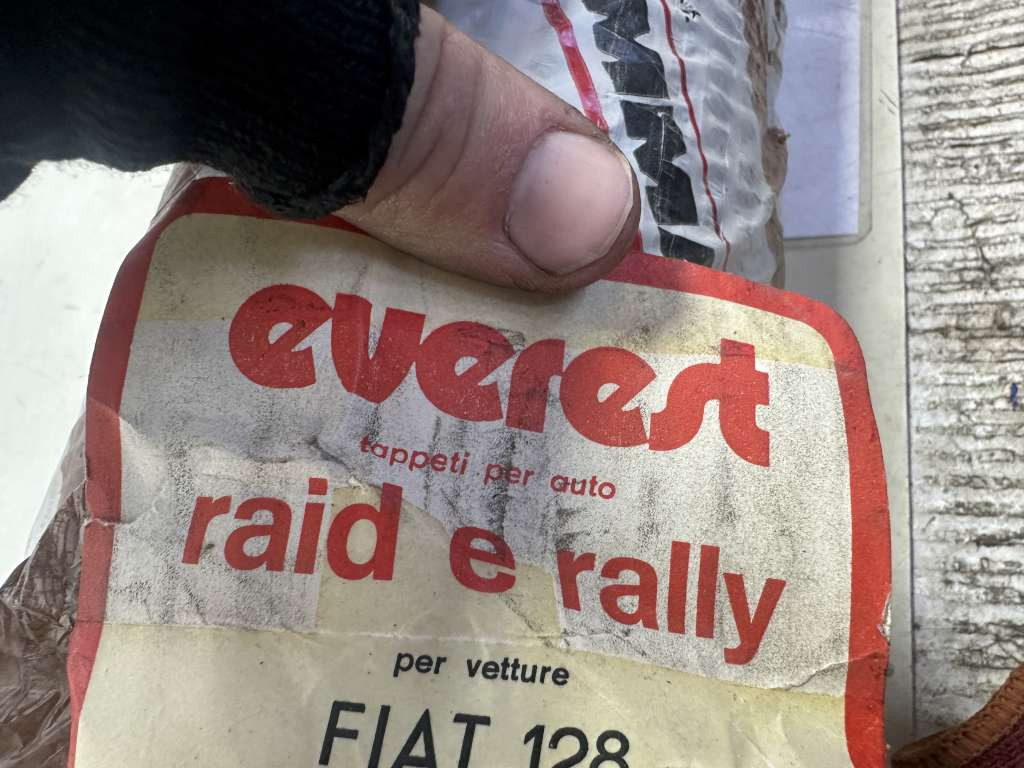 everest
tappeti per auto
raid e rally
per vetture
FIAT 128